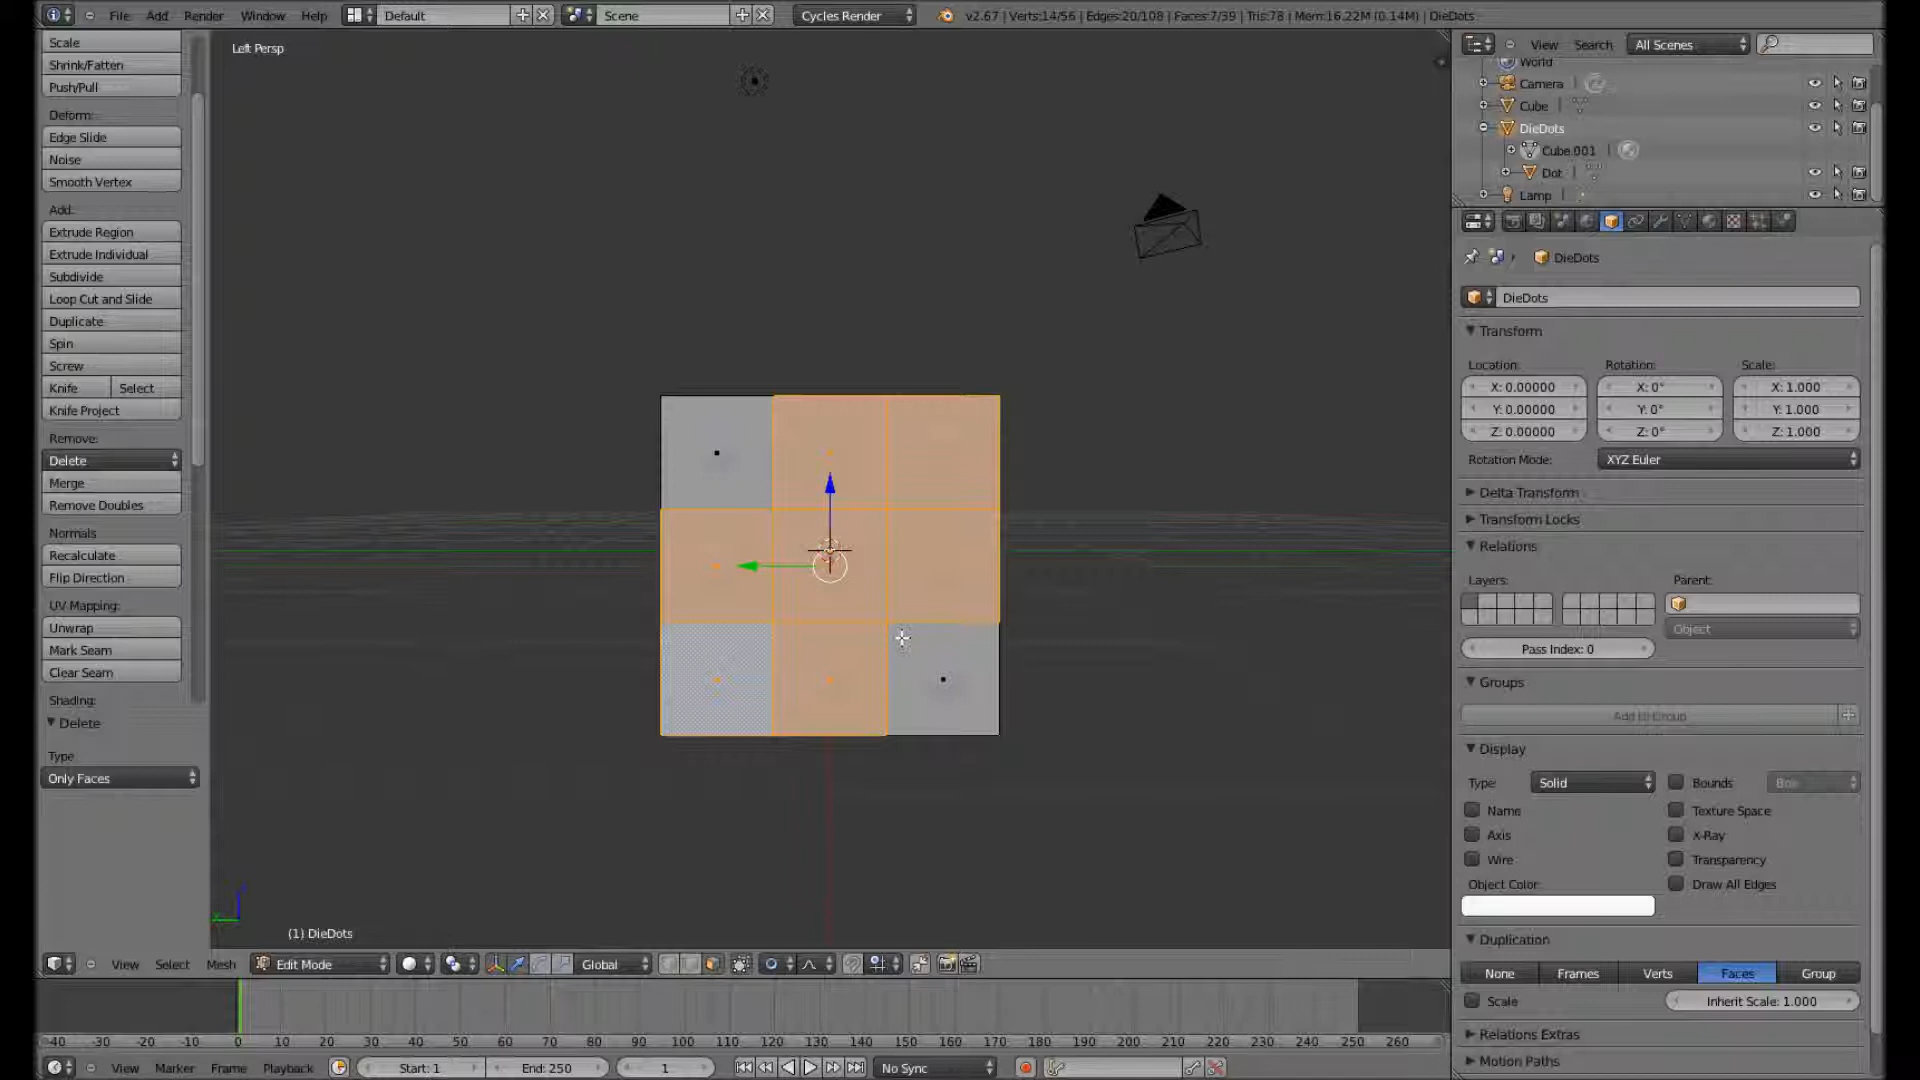 File Add Render Window Help Default Scene Cycles Render v2.67 | Verts:14/56 | Edges:20/108 | Faces:7/39 | Tris:78 | Mem:16.22M (0.14M) | DieDots
Left Persp
Scale
Shrink/Fatten
Push/Pull
Deform:
Edge Slide
Noise
Smooth Vertex
Add:
Extrude Region
Extrude Individual
Subdivide
Loop Cut and Slide
Duplicate
Spin
Screw
Knife Select
Knife Project
Remove:
Delete
Merge
Remove Doubles
Normals
Recalculate
Flip Direction
UV Mapping:
Unwrap
Mark Seam
Clear Seam
Shading:
Delete
Type
Only Faces
(1) DieDots
View Select Mesh Edit Mode Global
-40 -30 -20 -10 0 10 20 30 40 50 60 70 80 90 100 110 120 130 140 150 160 170 180 190 200 210 220 230 240 250 260
View Marker Frame Playback Start: 1 End: 250 1 No Sync
View Search All Scenes
World
Camera
Cube
DieDots
Cube.001
Dot
Lamp
DieDots
DieDots
Transform
Location: Rotation: Scale:
X: 0.00000 X: 0° X: 1.000
Y: 0.00000 Y: 0° Y: 1.000
Z: 0.00000 Z: 0° Z: 1.000
Rotation Mode: XYZ Euler
Delta Transform
Transform Locks
Relations
Layers: Parent:
Object
Pass Index: 0
Groups
Add to Group
Display
Type: Solid Bounds Box
Name Texture Space
Axis X-Ray
Wire Transparency
Object Color: Draw All Edges
Duplication
None Frames Verts Faces Group
Scale Inherit Scale: 1.000
Relations Extras
Motion Paths